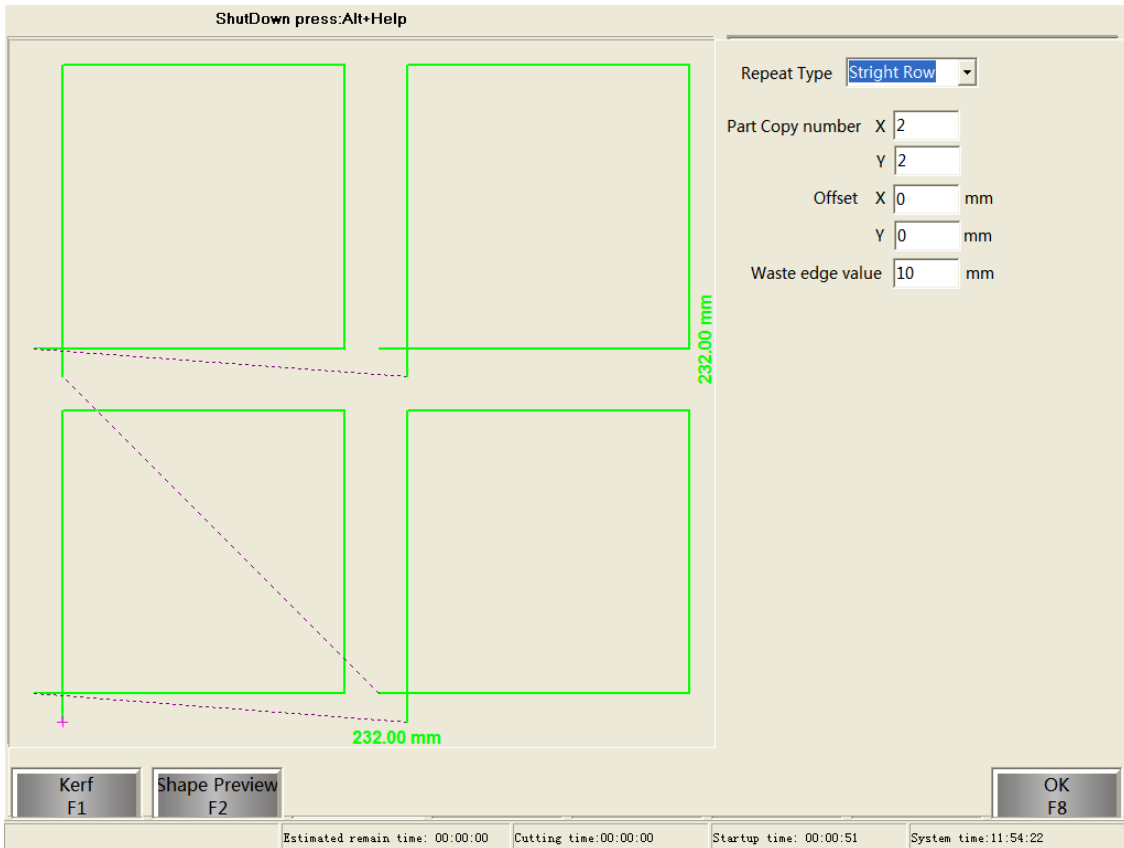 ShutDown press:Alt+Help
Repeat Type Stright Row
Part Copy number X 2
Y 2
Offset X 0 mm
Y 0 mm
Waste edge value 10 mm
232.00 mm
232.00 mm
Kerf
F1
Shape Preview
F2
OK
F8
Estimated remain time: 00:00:00 Cutting time:00:00:00 Startup time: 00:00:51 System time:11:54:22